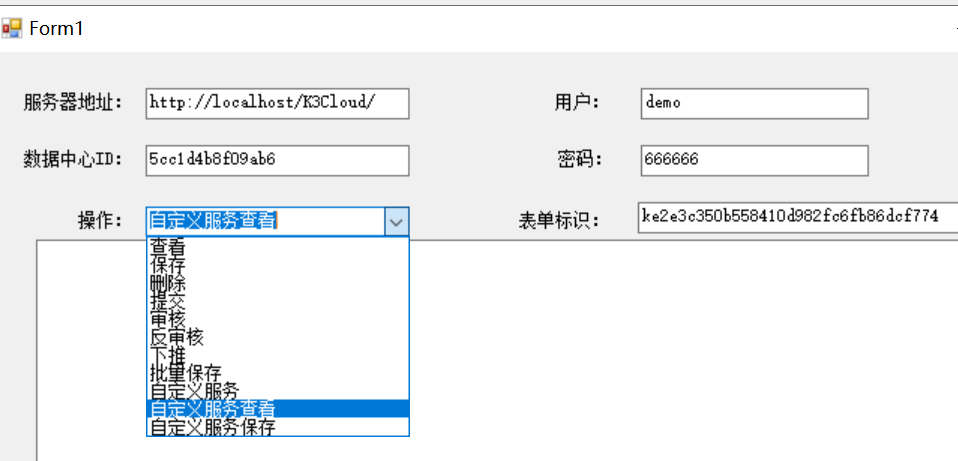 Form1
服务器地址： http://localhost/K3Cloud/ 用户： demo
数据中心ID： 5cc1d4b8f09ab6 密码： 666666
操作： 自定义服务查看 表单标识： ke2e3c350b558410d982fc6fb86dcf774
查看
保存
删除
提交
审核
反审核
下推
批量保存
自定义服务
自定义服务查看
自定义服务保存